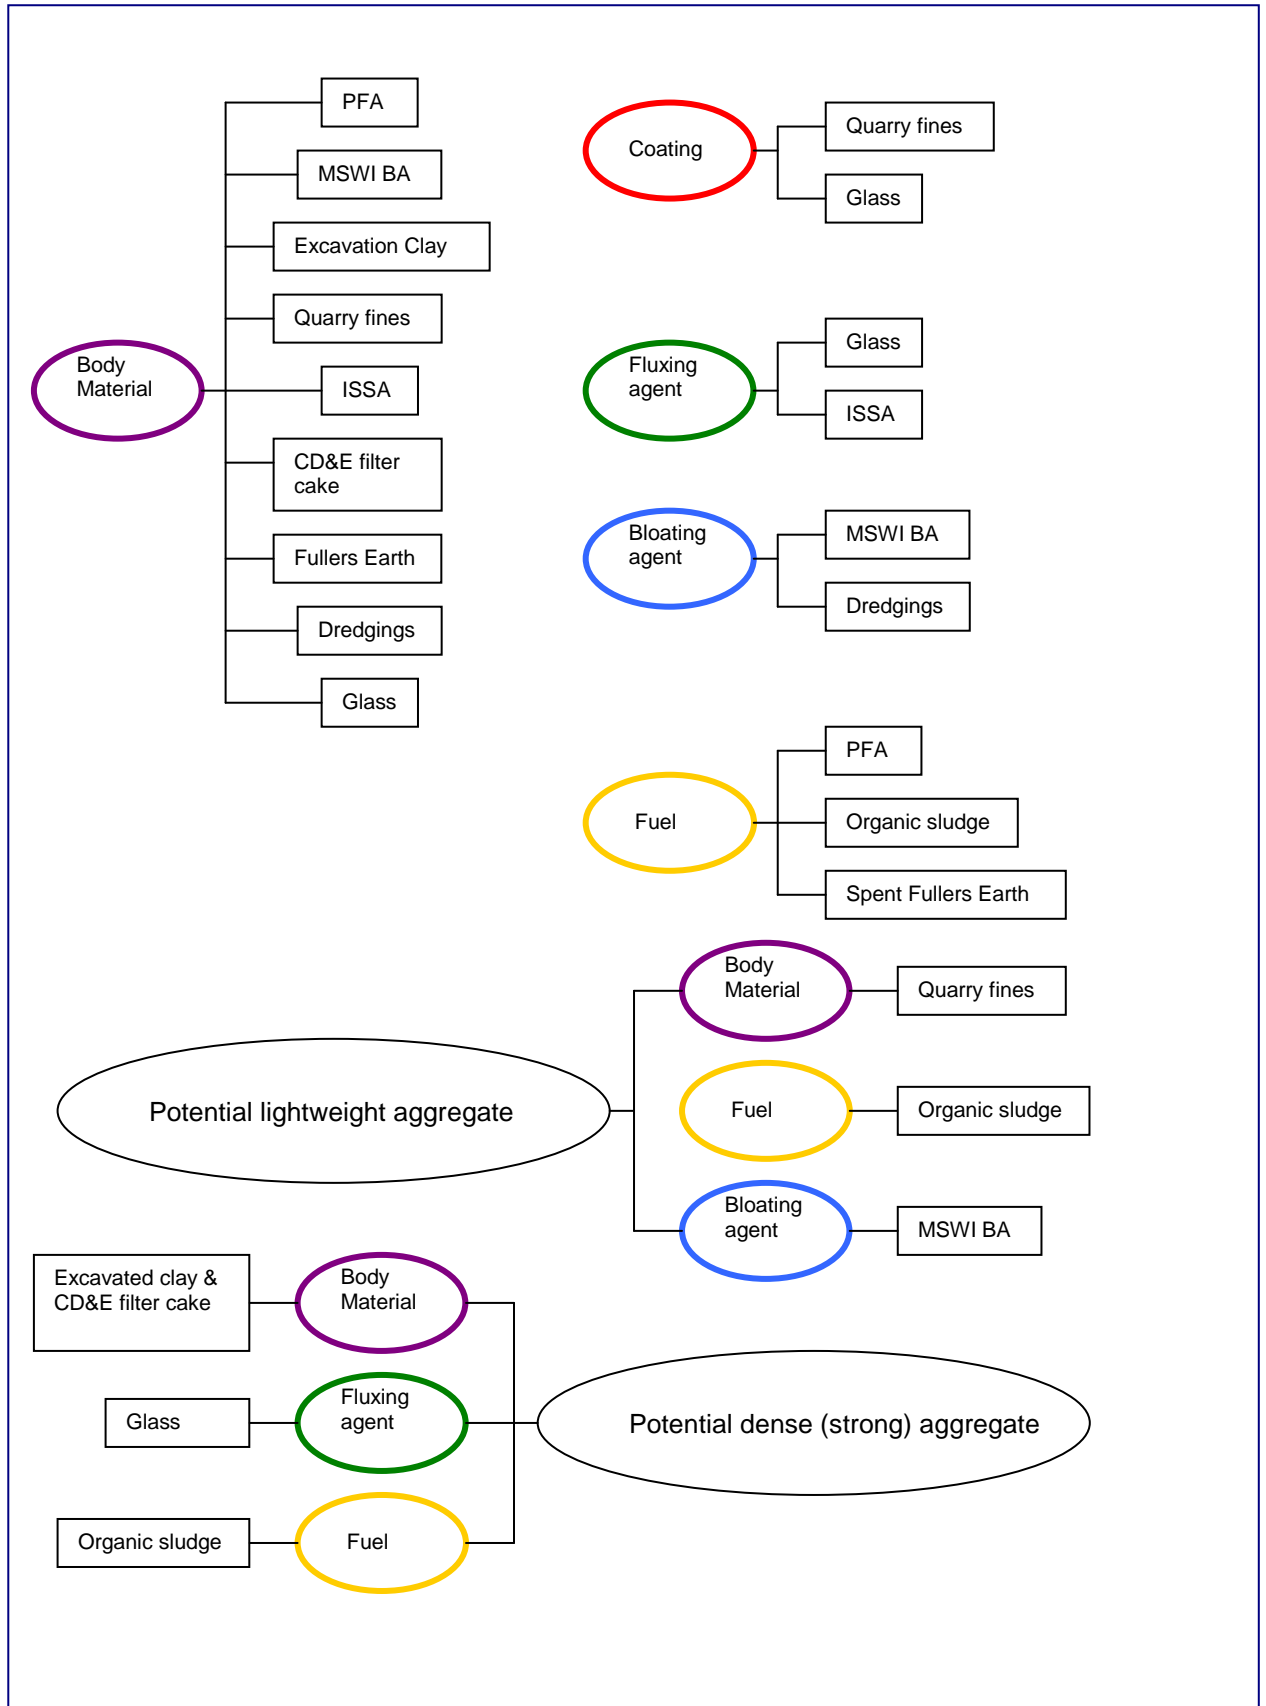 PFA
MSWI BA
Excavation Clay
Quarry fines
Body
Material
ISSA
CD&E filter
cake
Fullers Earth
Dredgings
Glass
Coating
Quarry fines
Glass
Fluxing
agent
Glass
ISSA
Bloating
agent
MSWI BA
Dredgings
Fuel
PFA
Organic sludge
Spent Fullers Earth
Potential lightweight aggregate
Body
Material
Quarry fines
Fuel
Organic sludge
Bloating
agent
MSWI BA
Excavated clay &
CD&E filter cake
Body
Material
Glass
Fluxing
agent
Organic sludge
Fuel
Potential dense (strong) aggregate